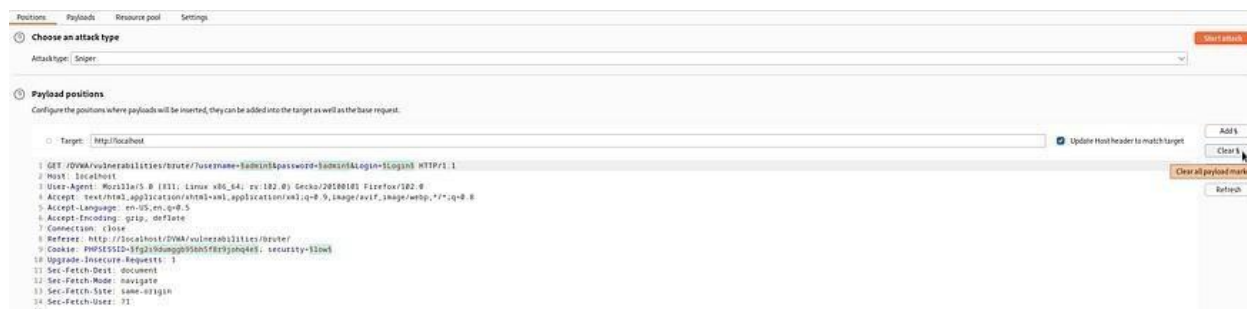 Positions Payloads Resource pool Settings
Choose an attack type
Start attack
Attack type: Sniper
Payload positions
Configure the positions where payloads will be inserted, they can be added into the target as well as the base request.
Target: http://localhost
Update Host header to match target
Add §
Clear §
Clear all payload mark
Refresh
1 GET /DVWA/vulnerabilities/brute/?username=§admin§&password=§admin§&Login=§Login§ HTTP/1.1
2 Host: localhost
3 User-Agent: Mozilla/5.0 (X11; Linux x86_64; rv:102.0) Gecko/20100101 Firefox/102.0
4 Accept: text/html,application/xhtml+xml,application/xml;q=0.9,image/avif,image/webp,*/*;q=0.8
5 Accept-Language: en-US,en;q=0.5
6 Accept-Encoding: gzip, deflate
7 Connection: close
8 Referer: http://localhost/DVWA/vulnerabilities/brute/
9 Cookie: PHPSESSID= security=§low§
10 Upgrade-Insecure-Requests: 1
11 Sec-Fetch-Dest: document
12 Sec-Fetch-Mode: navigate
13 Sec-Fetch-Site: same-origin
14 Sec-Fetch-User: ?1